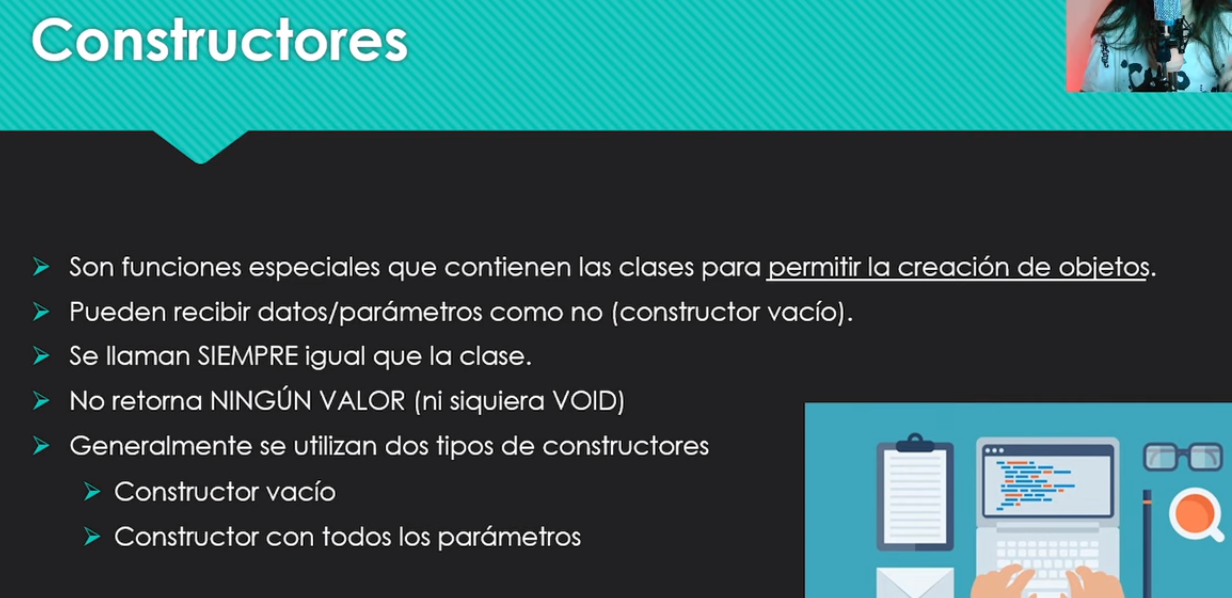 Constructores
Son funciones especiales que contienen las clases para permitir la creación de objetos.
Pueden recibir datos/parámetros como no (constructor vacío).
Se llaman SIEMPRE igual que la clase.
No retorna NINGÚN VALOR (ni siquiera VOID)
Generalmente se utilizan dos tipos de constructores
Constructor vacío
Constructor con todos los parámetros